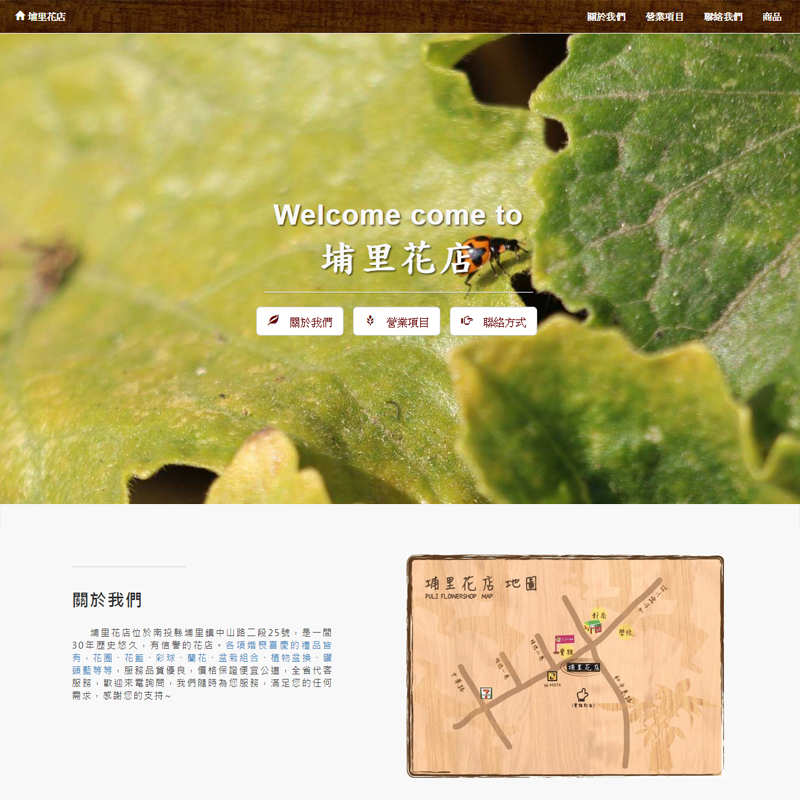 埔里花店
關於我們
營業項目
聯絡我們
商品
Welcome come to
埔里花店
關於我們
營業項目
聯絡方式
關於我們
埔里花店位於南投縣埔里鎮中山路二段25號，是一間
30年歷史悠久，有信譽的花店。各項婚喪喜慶的禮品皆
有，花圈、花籃、彩球、蘭花、盆栽組合、植物盆換、罐
頭籃等等，服務品質優良，價格保證便宜公道，全省代客
服務，歡迎來電詢問，我們隨時為您服務，滿足您的任何
需求，感謝您的支持~
埔里花店 地圖
PULI FLOWERSHOP MAP
中山路二段
埔里花店